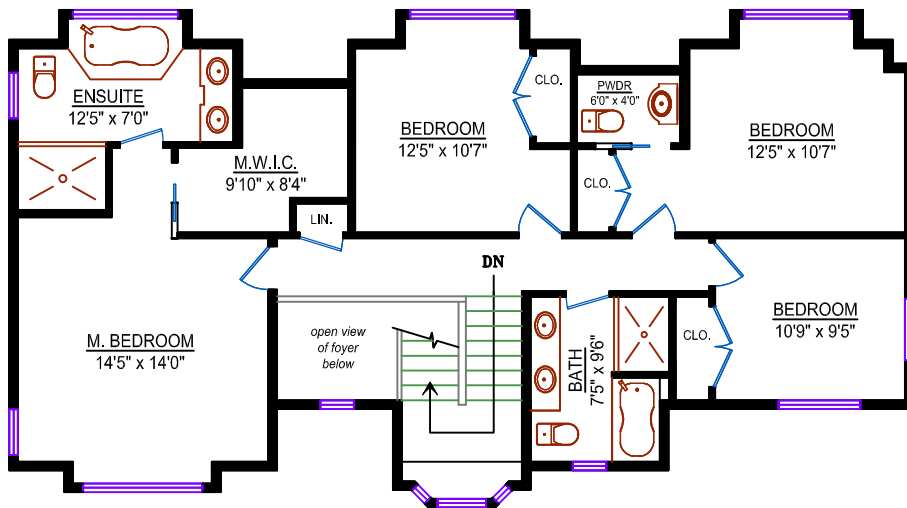 ENSUITE
12'5" x 7'0"
M.W.I.C.
9'10" x 8'4"
LIN.
BEDROOM
12'5" x 10'7"
CLO.
PWDR
6'0" x 4'0"
CLO.
BEDROOM
12'5" x 10'7"
DN
M. BEDROOM
14'5" x 14'0"
open view
of foyer
below
BATH
7'5" x 9'6"
CLO.
BEDROOM
10'9" x 9'5"